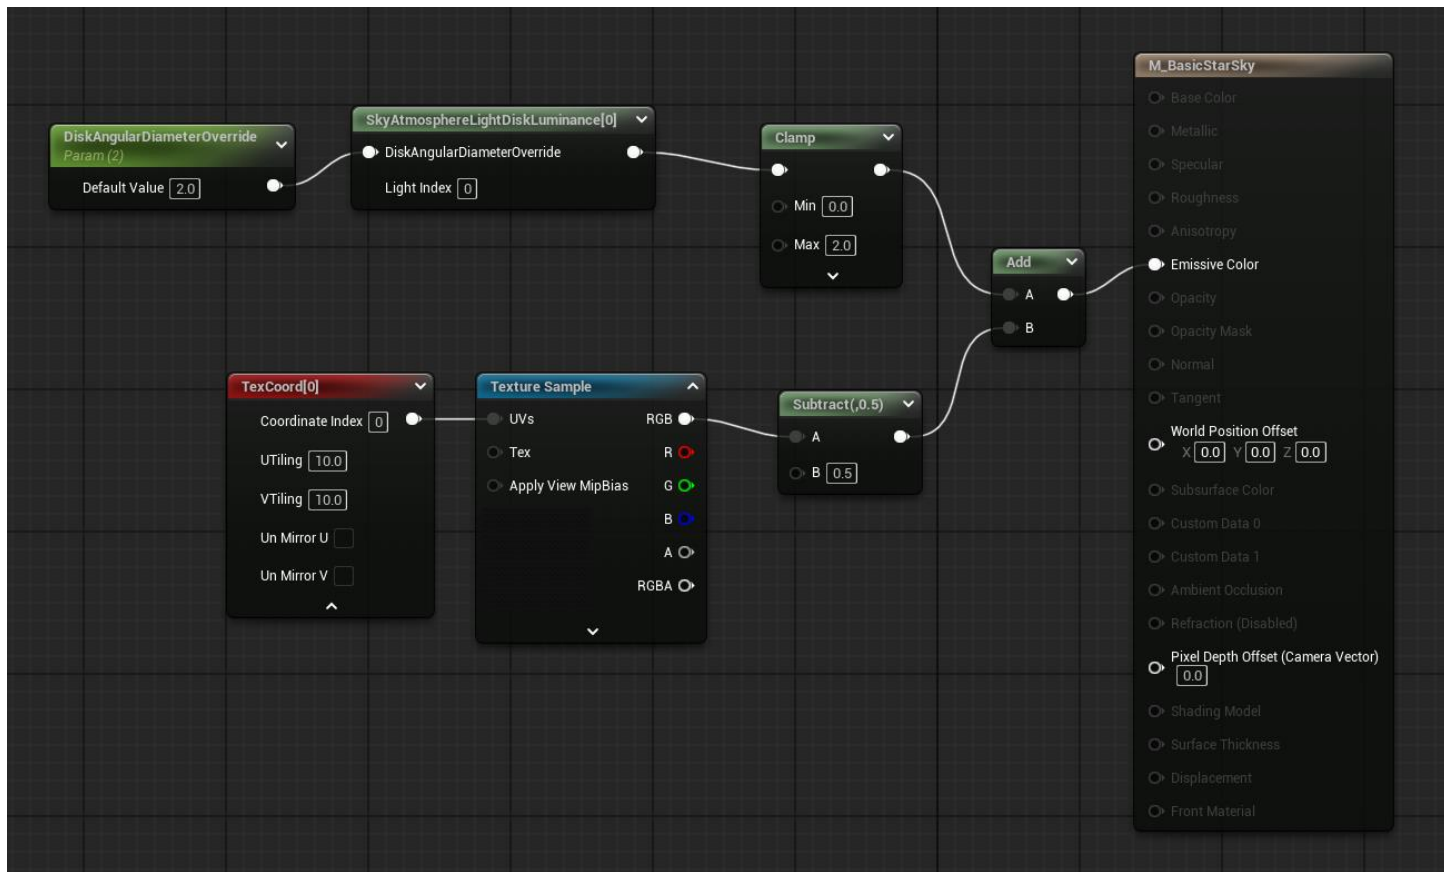 DiskAngularDiameterOverride
Param (2)
Default Value 2.0
SkyAtmosphereLightDiskLuminance[0]
DiskAngularDiameterOverride
Light Index 0
Clamp
Min 0.0
Max 2.0
Add
A
B
TexCoord[0]
Coordinate Index 0
UTiling 10.0
VTiling 10.0
Un Mirror U
Un Mirror V
Texture Sample
UVs RGB
Tex R
Apply View MipBias G
B
A
RGBA
Subtract(,0.5)
A
B 0.5
M_BasicStarSky
Base Color
Metallic
Specular
Roughness
Anisotropy
Emissive Color
Opacity
Opacity Mask
Normal
Tangent
World Position Offset
X 0.0 Y 0.0 Z 0.0
Subsurface Color
Custom Data 0
Custom Data 1
Ambient Occlusion
Refraction (Disabled)
Pixel Depth Offset (Camera Vector)
0.0
Shading Model
Surface Thickness
Displacement
Front Material